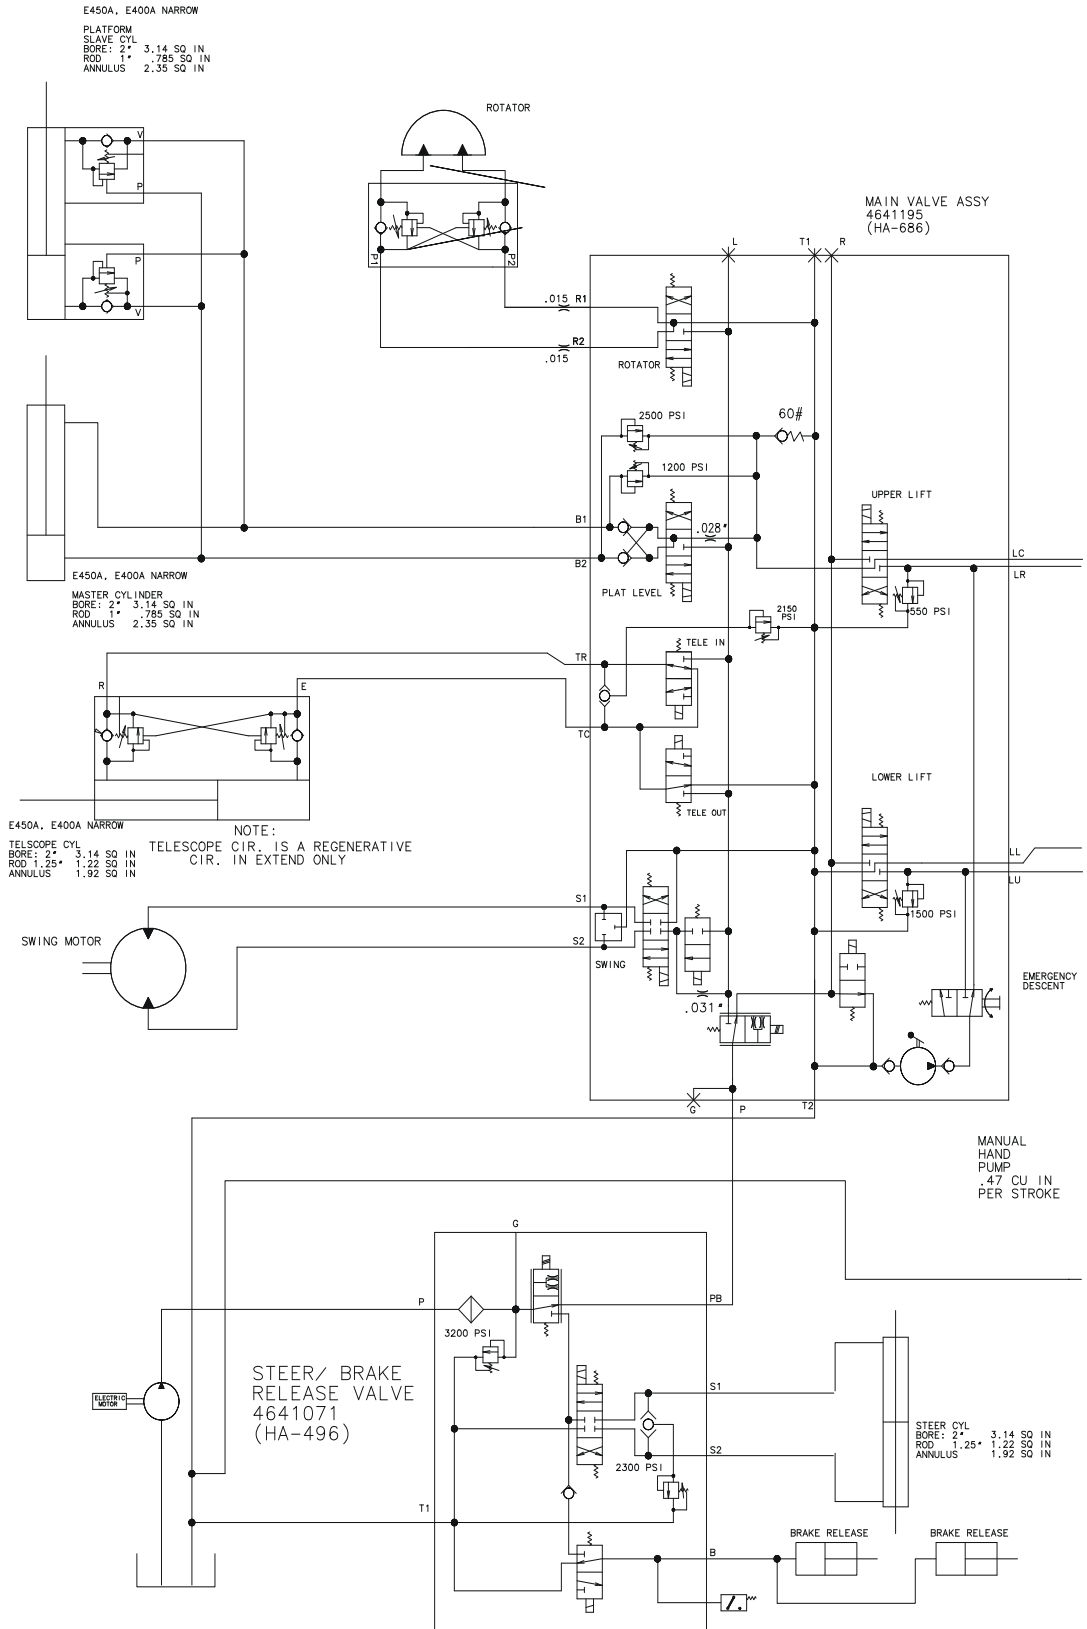 E450A, E400A NARROW
PLATFORM
SLAVE CYL
BORE: 2" 3.14 SQ IN
ROD 1" .785 SQ IN
ANNULUS 2.35 SQ IN
V
P
P
V
ROTATOR
P1
P2
MAIN VALVE ASSY
4641195
(HA-686)
L
T1
R
.015 R1
R2
.015
ROTATOR
2500 PSI
60#
1200 PSI
UPPER LIFT
B1
.028"
B2
LC
LR
PLAT LEVEL
550 PSI
2150
PSI
E450A, E400A NARROW
MASTER CYLINDER
BORE: 2" 3.14 SQ IN
ROD 1" .785 SQ IN
ANNULUS 2.35 SQ IN
TELE IN
TR
R
E
TC
LOWER LIFT
TELE OUT
E450A, E400A NARROW
TELSCOPE CYL
BORE: 2" 3.14 SQ IN
ROD 1.25" 1.22 SQ IN
ANNULUS 1.92 SQ IN
NOTE:
TELESCOPE CIR. IS A REGENERATIVE
CIR. IN EXTEND ONLY
LL
LU
S1
1500 PSI
SWING MOTOR
S2
SWING
EMERGENCY
DESCENT
.031"
G
P
T2
MANUAL
HAND
PUMP
.47 CU IN
PER STROKE
G
P
PB
3200 PSI
STEER/ BRAKE
RELEASE VALVE
4641071
(HA-496)
ELECTRIC
MOTOR
S1
S2
2300 PSI
STEER CYL
BORE: 2" 3.14 SQ IN
ROD 1.25" 1.22 SQ IN
ANNULUS 1.92 SQ IN
T1
B
BRAKE RELEASE
BRAKE RELEASE